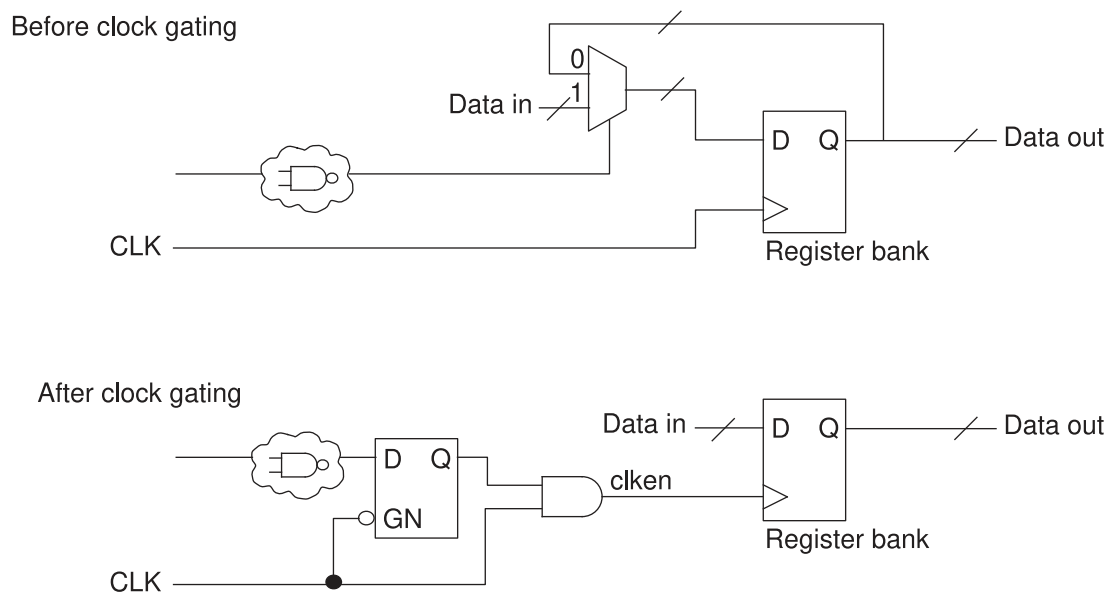 Before clock gating
0
1
Data in
D Q
Data out
CLK
Register bank
After clock gating
Data in
D Q
Data out
D Q
clken
GN
Register bank
CLK